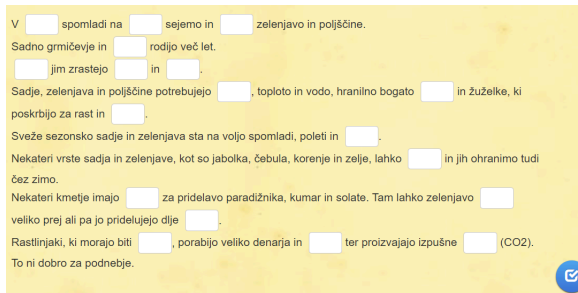 V spomladi na sejemo in zelenjavo in poljščine.
Sadno grmičevje in rodijo več let.
jim zrastejo in .
Sadje, zelenjava in poljščine potrebujejo , toploto in vodo, hranilno bogato in žuželke, ki
poskrbijo za rast in .
Sveže sezonsko sadje in zelenjava sta na voljo spomladi, poleti in .
Nekateri vrste sadja in zelenjave, kot so jabolka, čebula, korenje in zelje, lahko in jih ohranimo tudi
čez zimo.
Nekateri kmetje imajo za pridelavo paradižnika, kumar in solate. Tam lahko zelenjavo
veliko prej ali pa jo pridelujejo dlje .
Rastlinjaki, ki morajo biti , porabijo veliko denarja in ter proizvajajo izpušne (CO2).
To ni dobro za podnebje.